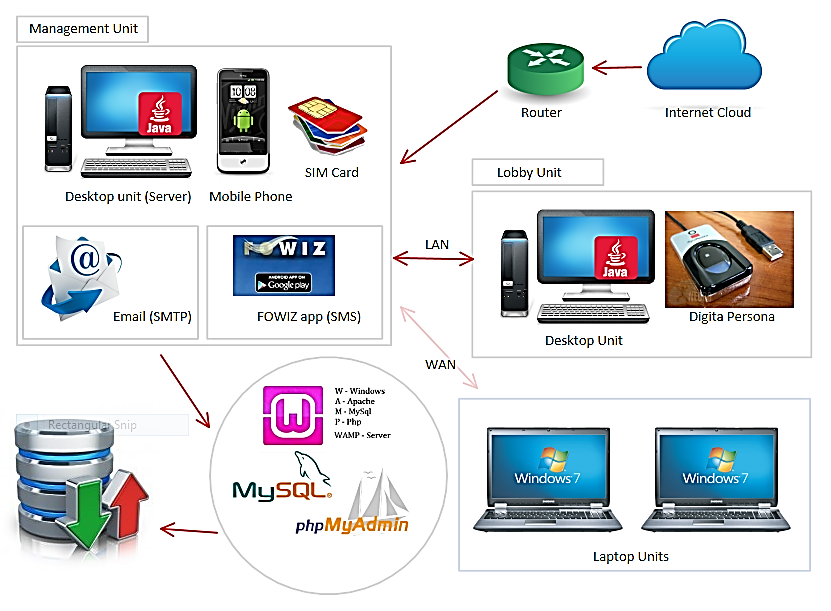 Management Unit
Java
Desktop unit (Server)
Mobile Phone
SIM Card
Router
Internet Cloud
@
Email (SMTP)
FOWIZ
ANDROID APP ON
Google play
FOWIZ app (SMS)
LAN
WAN
Lobby Unit
Java
Desktop Unit
Digita Persona
W - Windows
A - Apache
M - MySql
P - Php
WAMP - Server
MySQL®
phpMyAdmin
Rectangular Snip
Windows 7
Windows 7
Laptop Units